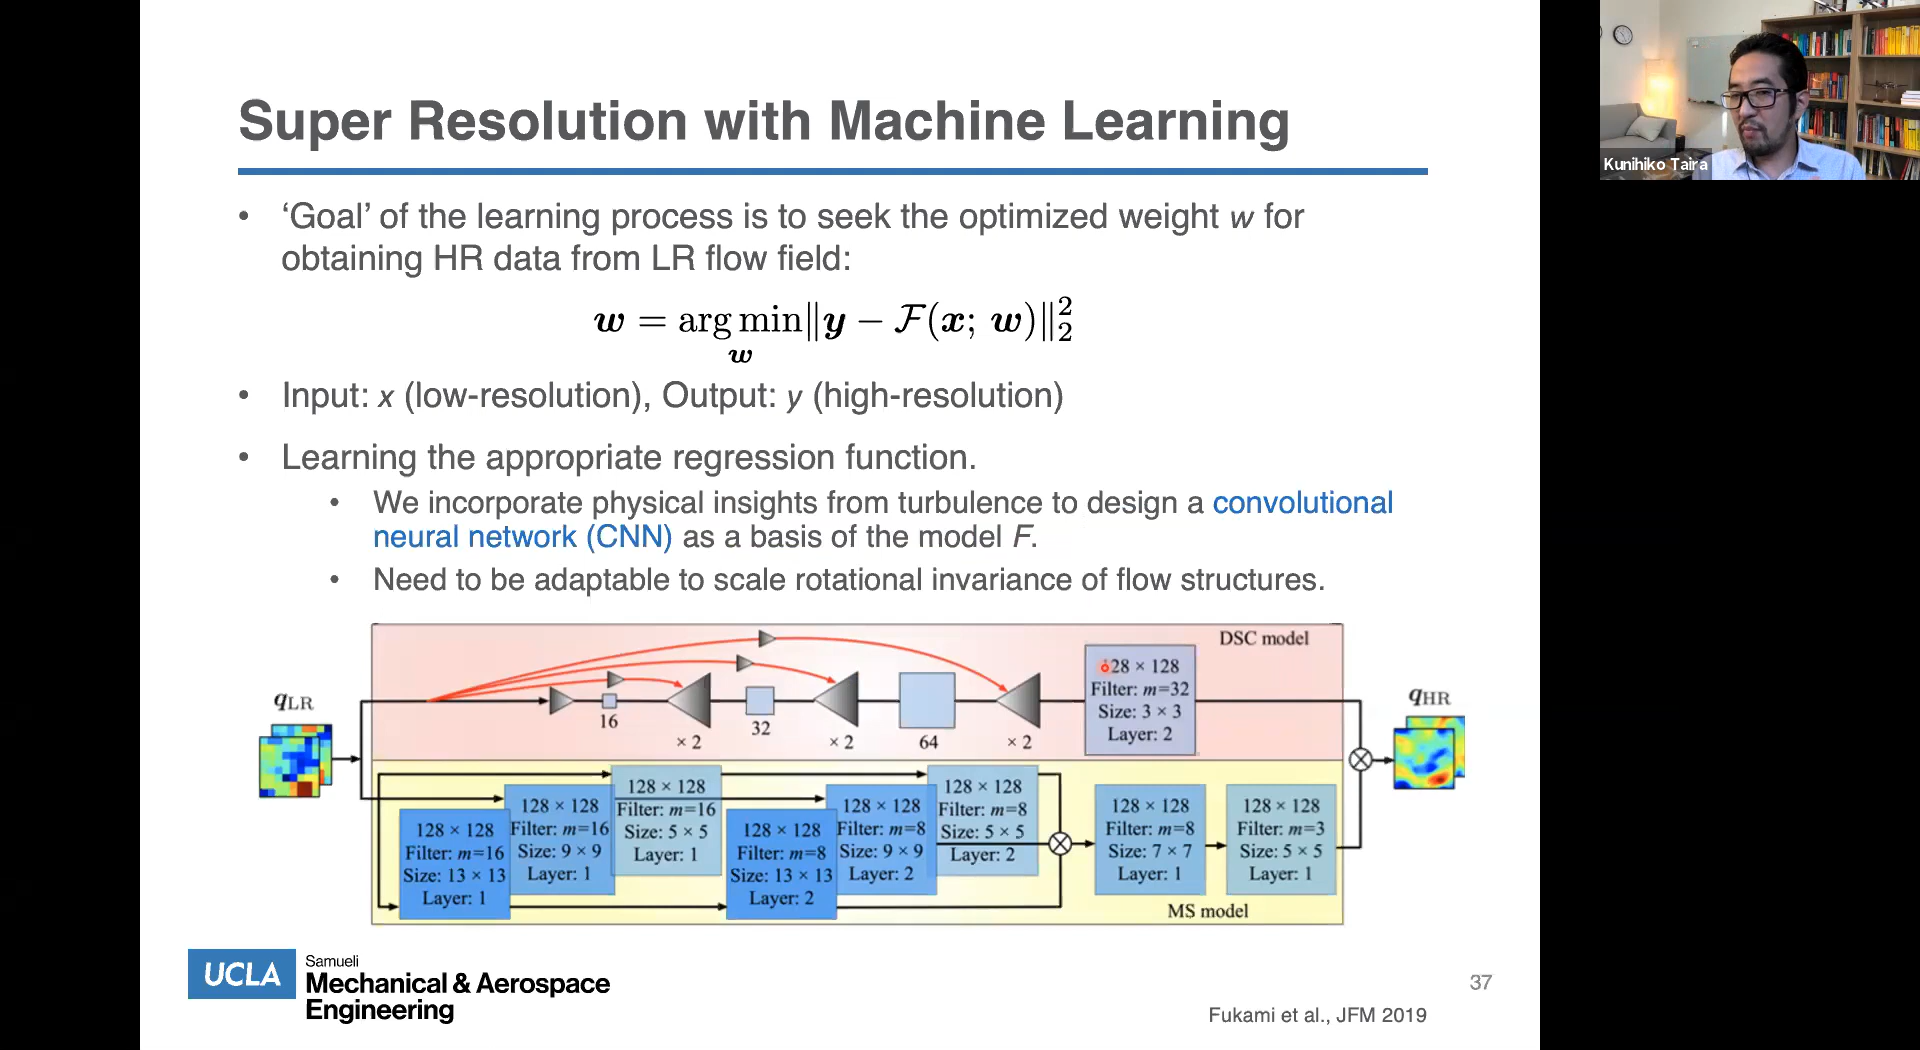 Super Resolution with Machine Learning
Kunihiko Taira
• ‘Goal’ of the learning process is to seek the optimized weight w for
obtaining HR data from LR flow field:
w = arg min‖y − F(x; w)‖²₂
w
• Input: x (low-resolution), Output: y (high-resolution)
• Learning the appropriate regression function.
• We incorporate physical insights from turbulence to design a convolutional
neural network (CNN) as a basis of the model F.
• Need to be adaptable to scale rotational invariance of flow structures.
DSC model
qLR
16
× 2
32
× 2
64
× 2
28 × 128
Filter: m=32
Size: 3 × 3
Layer: 2
qHR
128 × 128
Filter: m=16
Size: 13 × 13
Layer: 1
128 × 128
Filter: m=16
Size: 9 × 9
Layer: 1
128 × 128
Filter: m=16
Size: 5 × 5
Layer: 1
128 × 128
Filter: m=8
Size: 13 × 13
Layer: 2
128 × 128
Filter: m=8
Size: 9 × 9
Layer: 2
128 × 128
Filter: m=8
Size: 5 × 5
Layer: 2
128 × 128
Filter: m=8
Size: 7 × 7
Layer: 1
128 × 128
Filter: m=3
Size: 5 × 5
Layer: 1
MS model
UCLA
Samueli
Mechanical & Aerospace
Engineering
37
Fukami et al., JFM 2019